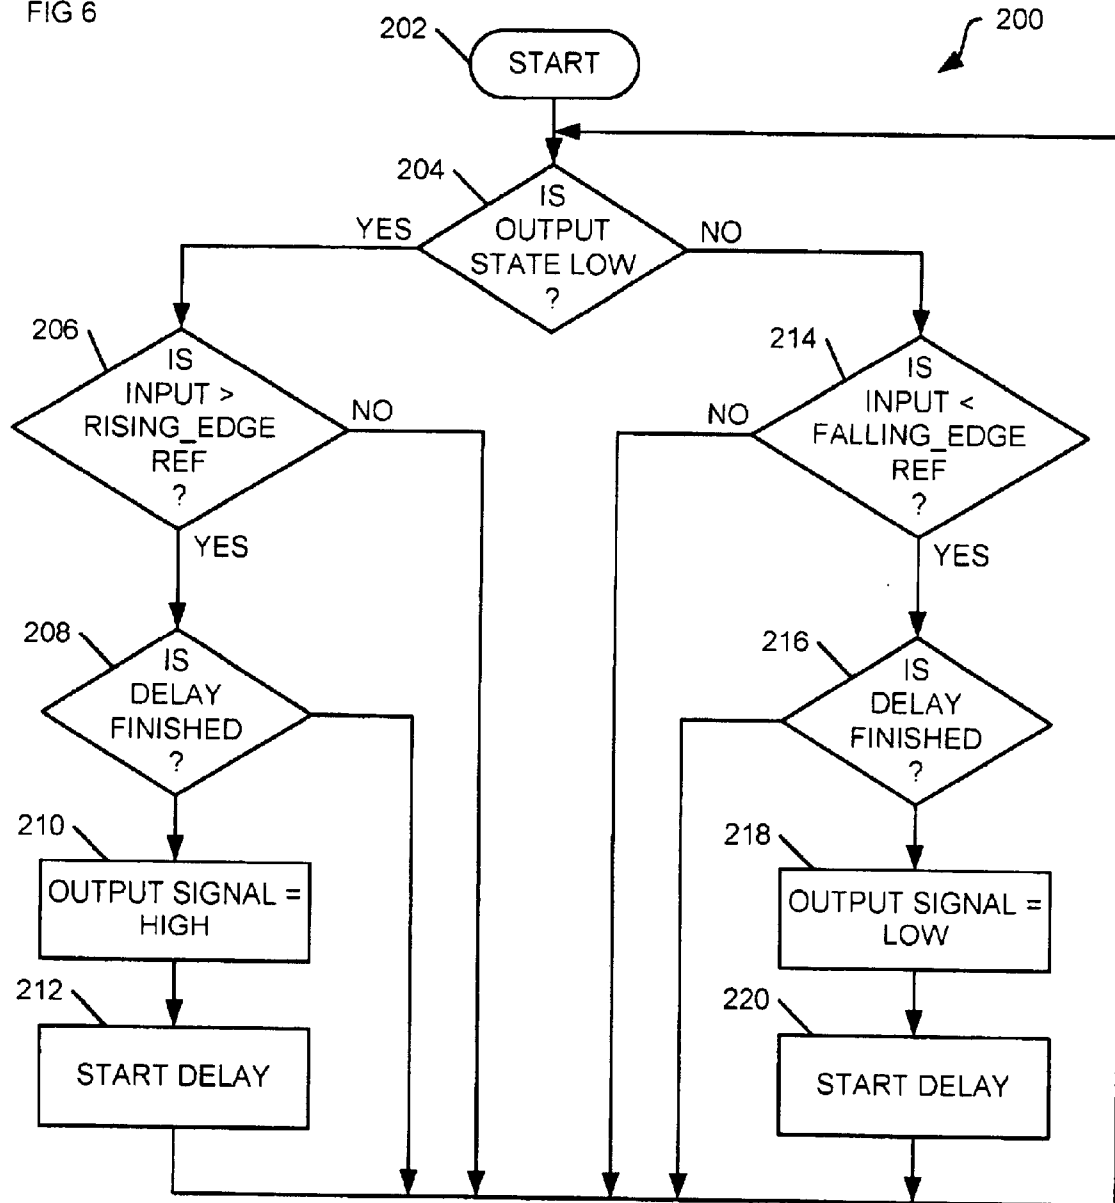 FIG 6
200
202
START
204
IS
OUTPUT
STATE LOW
?
YES
NO
206
IS
INPUT >
RISING_EDGE
REF
?
NO
YES
214
IS
INPUT <
FALLING_EDGE
REF
?
NO
YES
208
IS
DELAY
FINISHED
?
216
IS
DELAY
FINISHED
?
210
OUTPUT SIGNAL =
HIGH
218
OUTPUT SIGNAL =
LOW
212
START DELAY
220
START DELAY